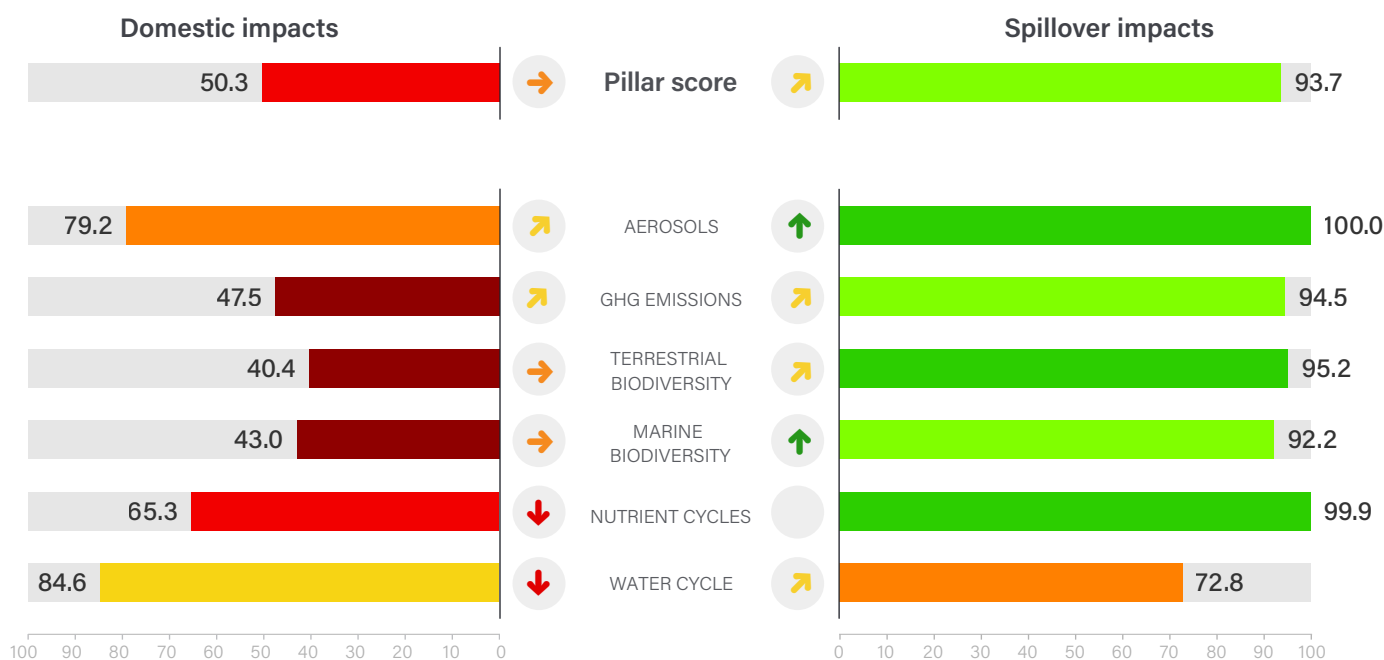 Domestic impacts
Spillover impacts
50.3
Pillar score
93.7
79.2
AEROSOLS
100.0
47.5
GHG EMISSIONS
94.5
40.4
TERRESTRIAL
BIODIVERSITY
95.2
43.0
MARINE
BIODIVERSITY
92.2
65.3
NUTRIENT CYCLES
99.9
84.6
WATER CYCLE
72.8
100 90 80 70 60 50 40 30 20 10 0
0 10 20 30 40 50 60 70 80 90 100